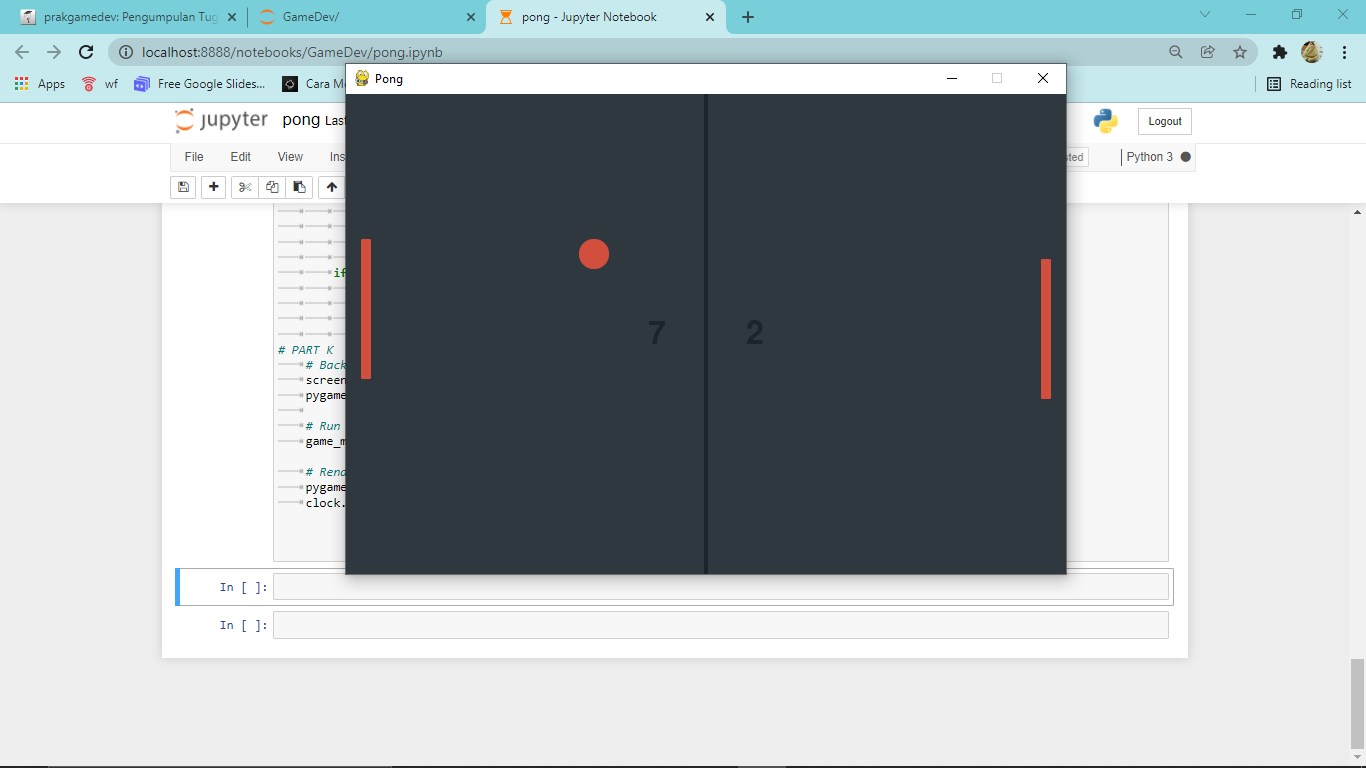 prakgamedev: Pengumpulan Tug
GameDev/
pong - Jupyter Notebook
localhost:8888/notebooks/GameDev/pong.ipynb
Apps
wf
Free Google Slides...
Cara M
Reading list
Pong
jupyter
pong Last
Logout
File
Edit
View
Ins
sted
Python 3
if
7
2
# PART K
# Back
screen
pygame
# Run
game_m
# Rend
pygame
clock.
In [ ]:
In [ ]: